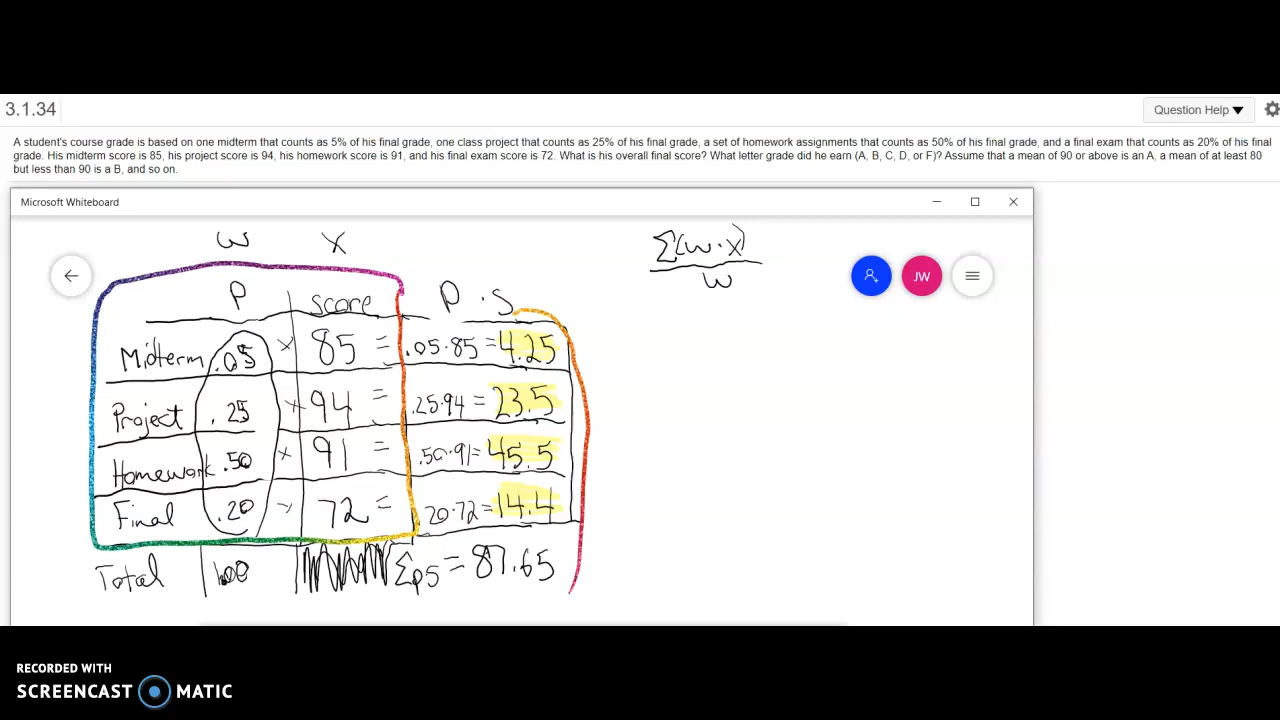 3.1.34
Question Help
A student's course grade is based on one midterm that counts as 5% of his final grade, one class project that counts as 25% of his final grade, a set of homework assignments that counts as 50% of his final grade, and a final exam that counts as 20% of his final
grade. His midterm score is 85, his project score is 94, his homework score is 91, and his final exam score is 72. What is his overall final score? What letter grade did he earn (A, B, C, D, or F)? Assume that a mean of 90 or above is an A, a mean of at least 80
but less than 90 is a B, and so on.
Microsoft Whiteboard
w x
Σ(w·x)
w
JW
P score P · S
Midterm .05 × 85 = .05·85 = 4.25
Project .25 × 94 = .25·94 = 23.5
Homework .50 × 91 = .50·91 = 45.5
Final .20 × 72 = 20·72 = 14.4
Total 1.00 Σps = 87.65
RECORDED WITH
SCREENCAST MATIC